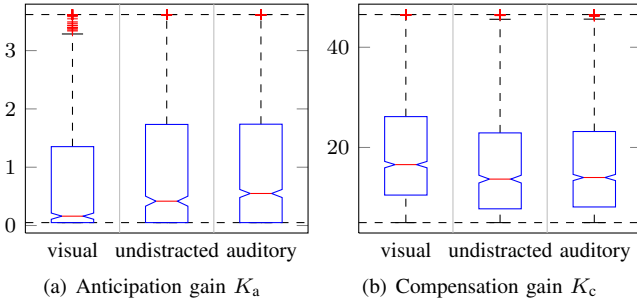 3
2
1
0
visual undistracted auditory
(a) Anticipation gain Ka
40
20
visual undistracted auditory
(b) Compensation gain Kc